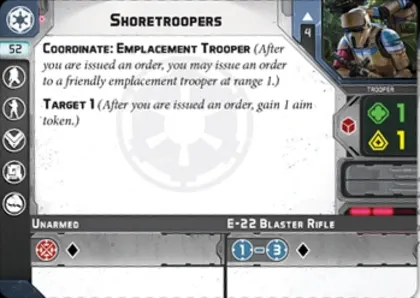 Shoretroopers
4
52
Coordinate: Emplacement Trooper (After
you are issued an order, you may issue an order
to a friendly emplacement trooper at range 1.)
Target 1 (After you are issued an order, gain 1 aim
token.)
TROOPER
1
1
Unarmed
E-22 Blaster Rifle
1 3